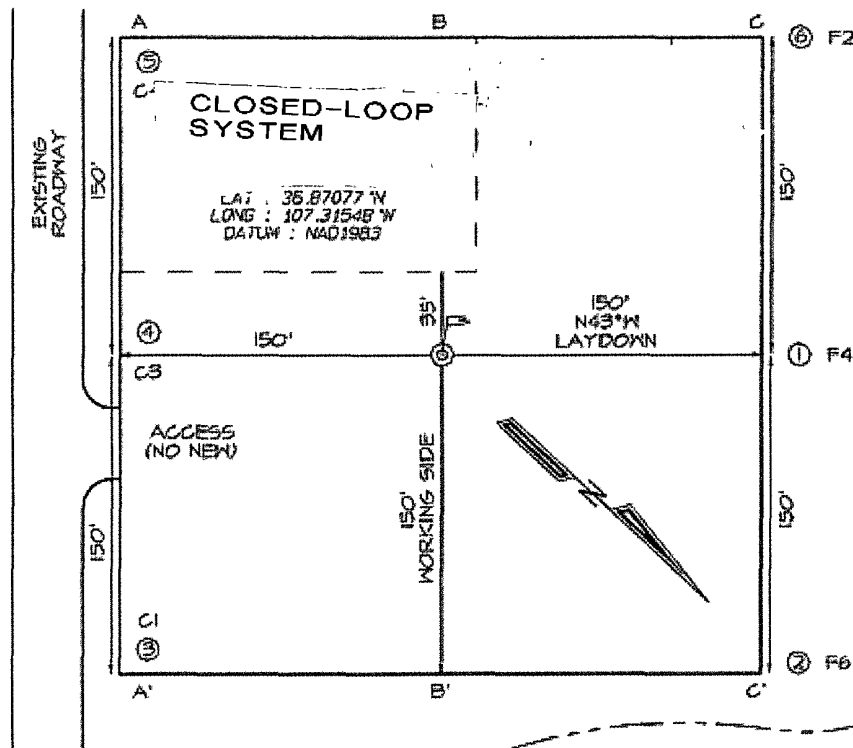 A B C
⑤ ⑥ F2
CLOSED-LOOP
SYSTEM
EXISTING
ROADWAY
150'
150'
LAT : 36.87077 °N
LONG : 107.31548 °W
DATUM : NAD1983
④
150'
35'
150'
N43°W
LAYDOWN
① F4
C3
ACCESS
(NO NEW)
150'
150'
WORKING SIDE
N
150'
C1
③
② F6
A' B' C'